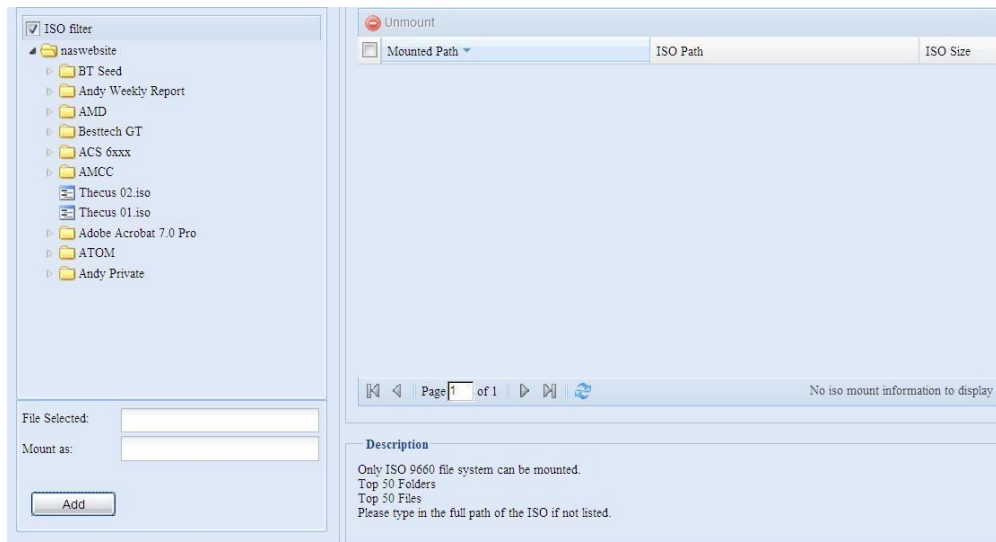 ISO filter
naswebsite
BT Seed
Andy Weekly Report
AMD
Besttech GT
ACS 6xxx
AMCC
Thecus 02.iso
Thecus 01.iso
Adobe Acrobat 7.0 Pro
ATOM
Andy Private
File Selected:
Mount as:
Add
Unmount
Mounted Path ISO Path ISO Size
Page 1 of 1 No iso mount information to display
Description
Only ISO 9660 file system can be mounted.
Top 50 Folders
Top 50 Files
Please type in the full path of the ISO if not listed.